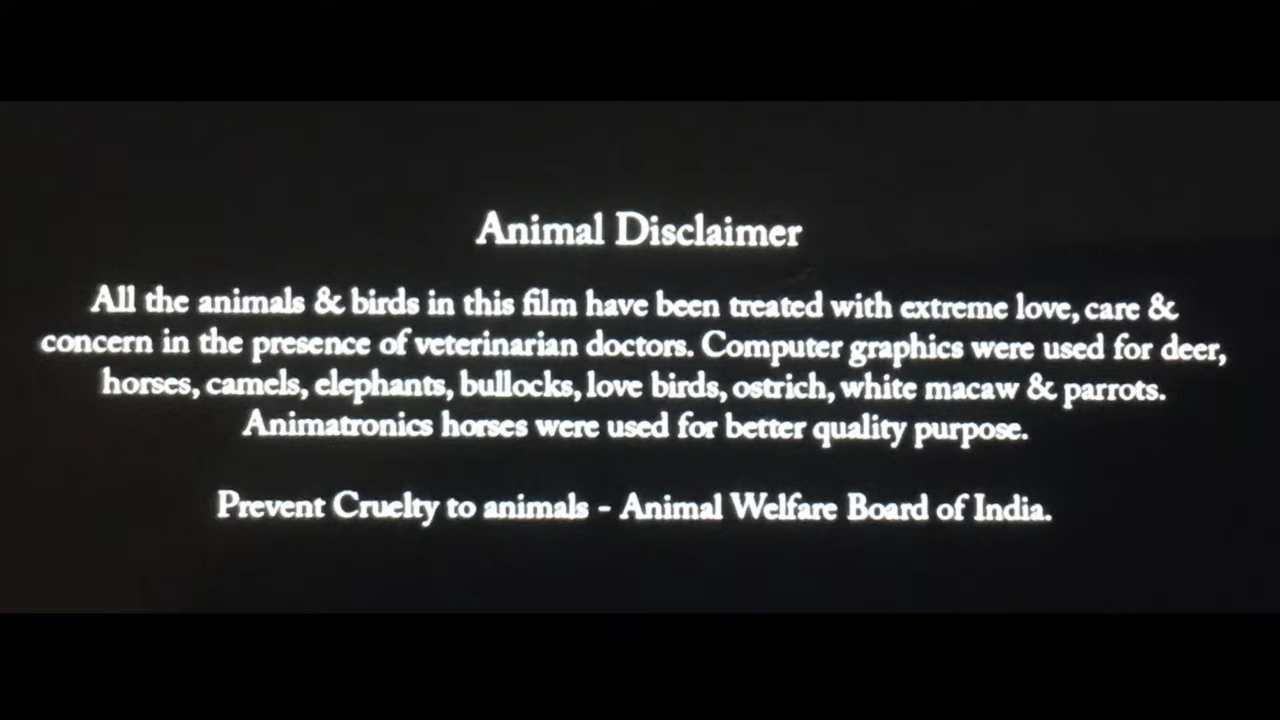 Animal Disclaimer
All the animals & birds in this film have been treated with extreme love, care &
concern in the presence of veterinarian doctors. Computer graphics were used for deer,
horses, camels, elephants, bullocks, love birds, ostrich, white macaw & parrots.
Animatronics horses were used for better quality purpose.
Prevent Cruelty to animals - Animal Welfare Board of India.